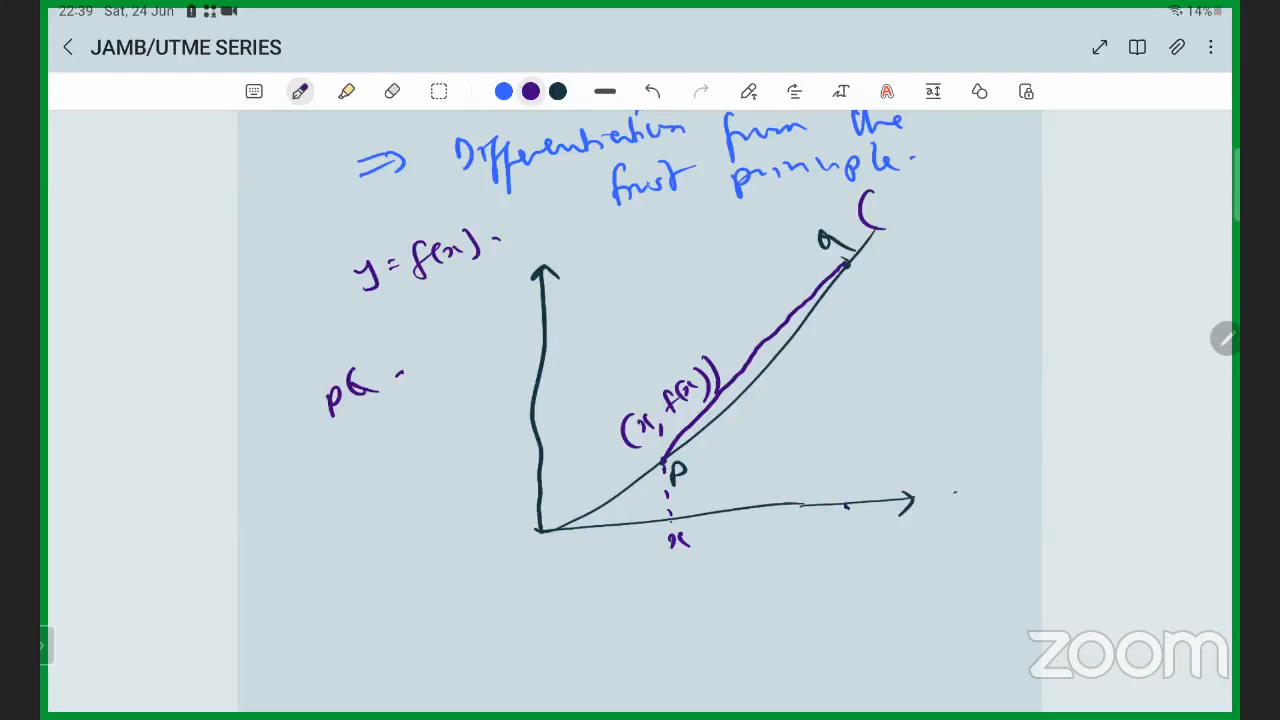 22:39 Sat, 24 Jun
14%
JAMB/UTME SERIES
⇒ Differentiation from the
first principle.
y = f(x).
(
Q
(x, f(x))
PQ
P
x
zoom